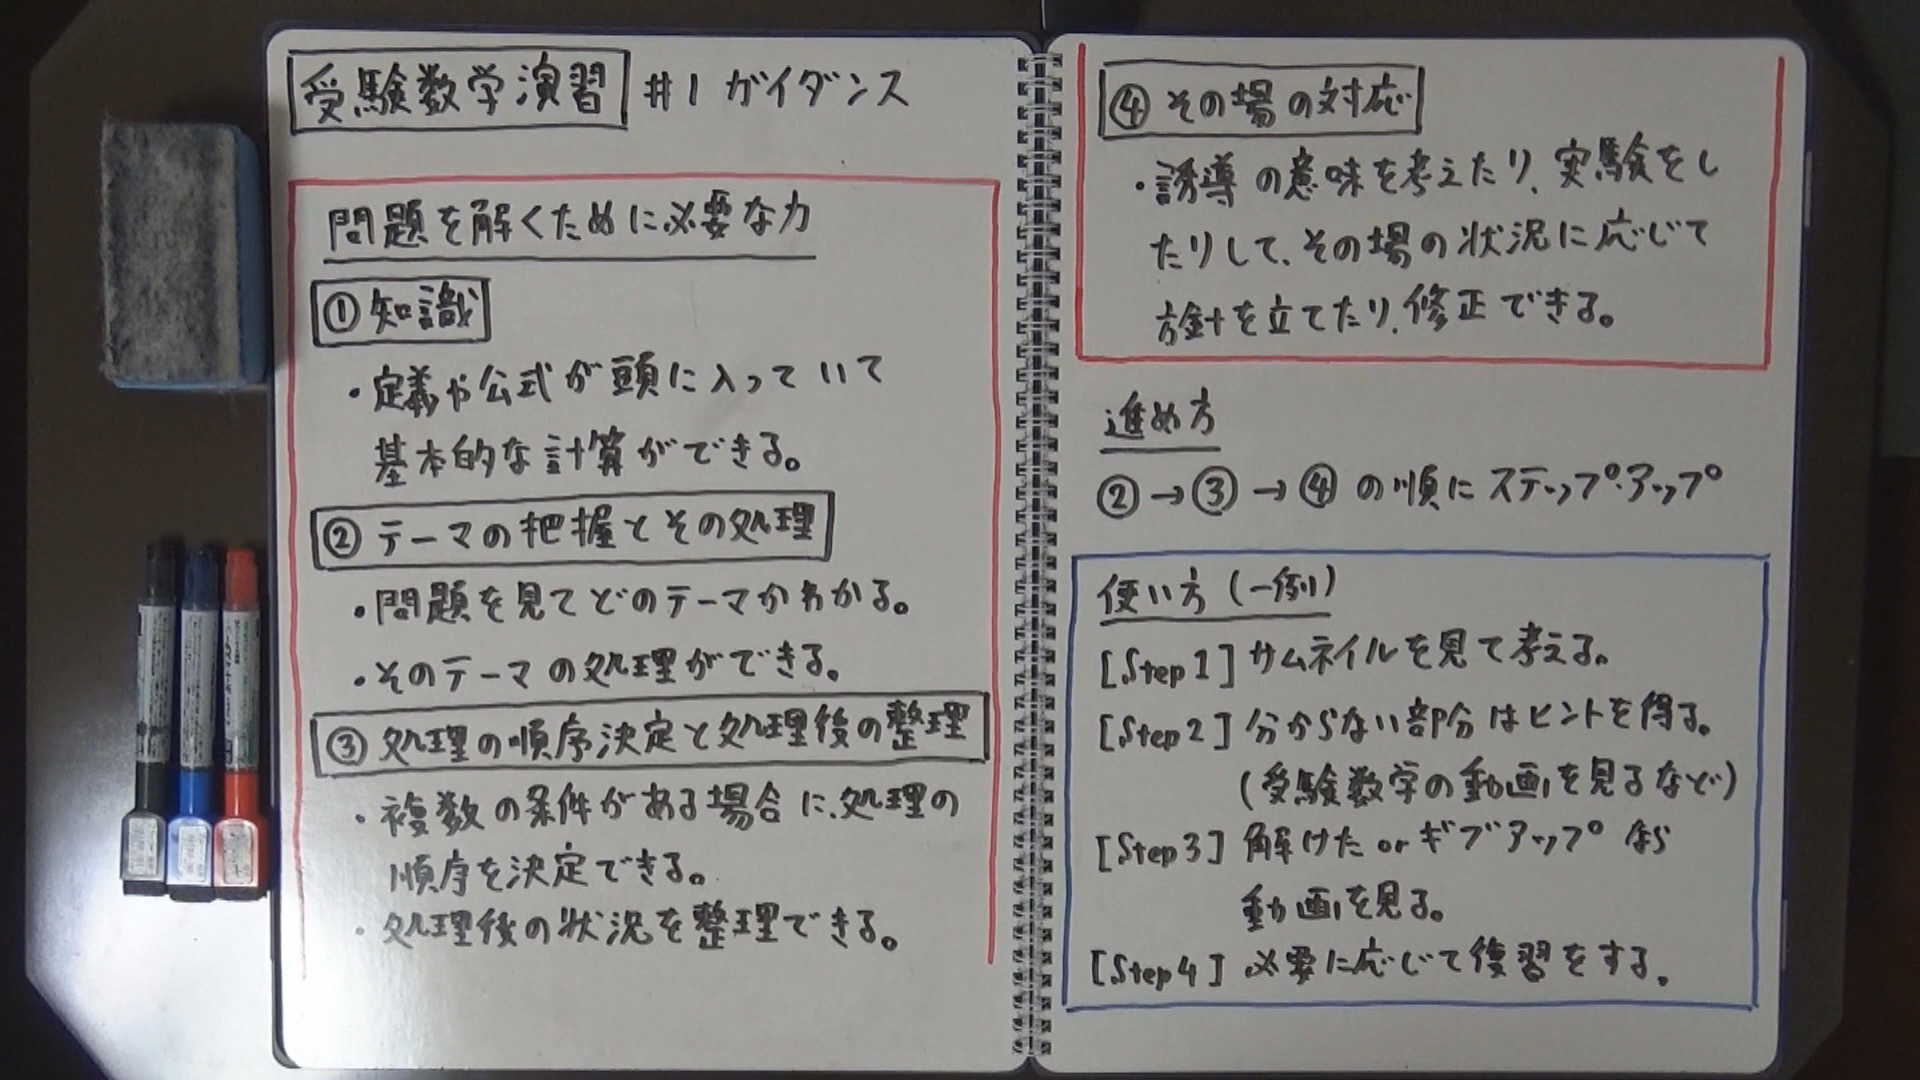 受験数学演習 #1 ガイダンス
問題を解くために必要な力
① 知識
・定義や公式が頭に入っていて
基本的な計算ができる。
② テーマの把握とその処理
・問題を見てどのテーマかわかる。
・そのテーマの処理ができる。
③ 処理の順序決定と処理後の整理
・複数の条件がある場合に、処理の
順序を決定できる。
・処理後の状況を整理できる。
④ その場の対応
・誘導の意味を考えたり、実験をし
たりして、その場の状況に応じて
方針を立てたり、修正できる。
進め方
②→③→④ の順にステップアップ
使い方(一例)
[Step1] サムネイルを見て考える。
[Step2] 分からない部分はヒントを得る。
(受験数学の動画を見るなど)
[Step3] 解けた or ギブアップなら
動画を見る。
[Step4] 必要に応じて復習をする。